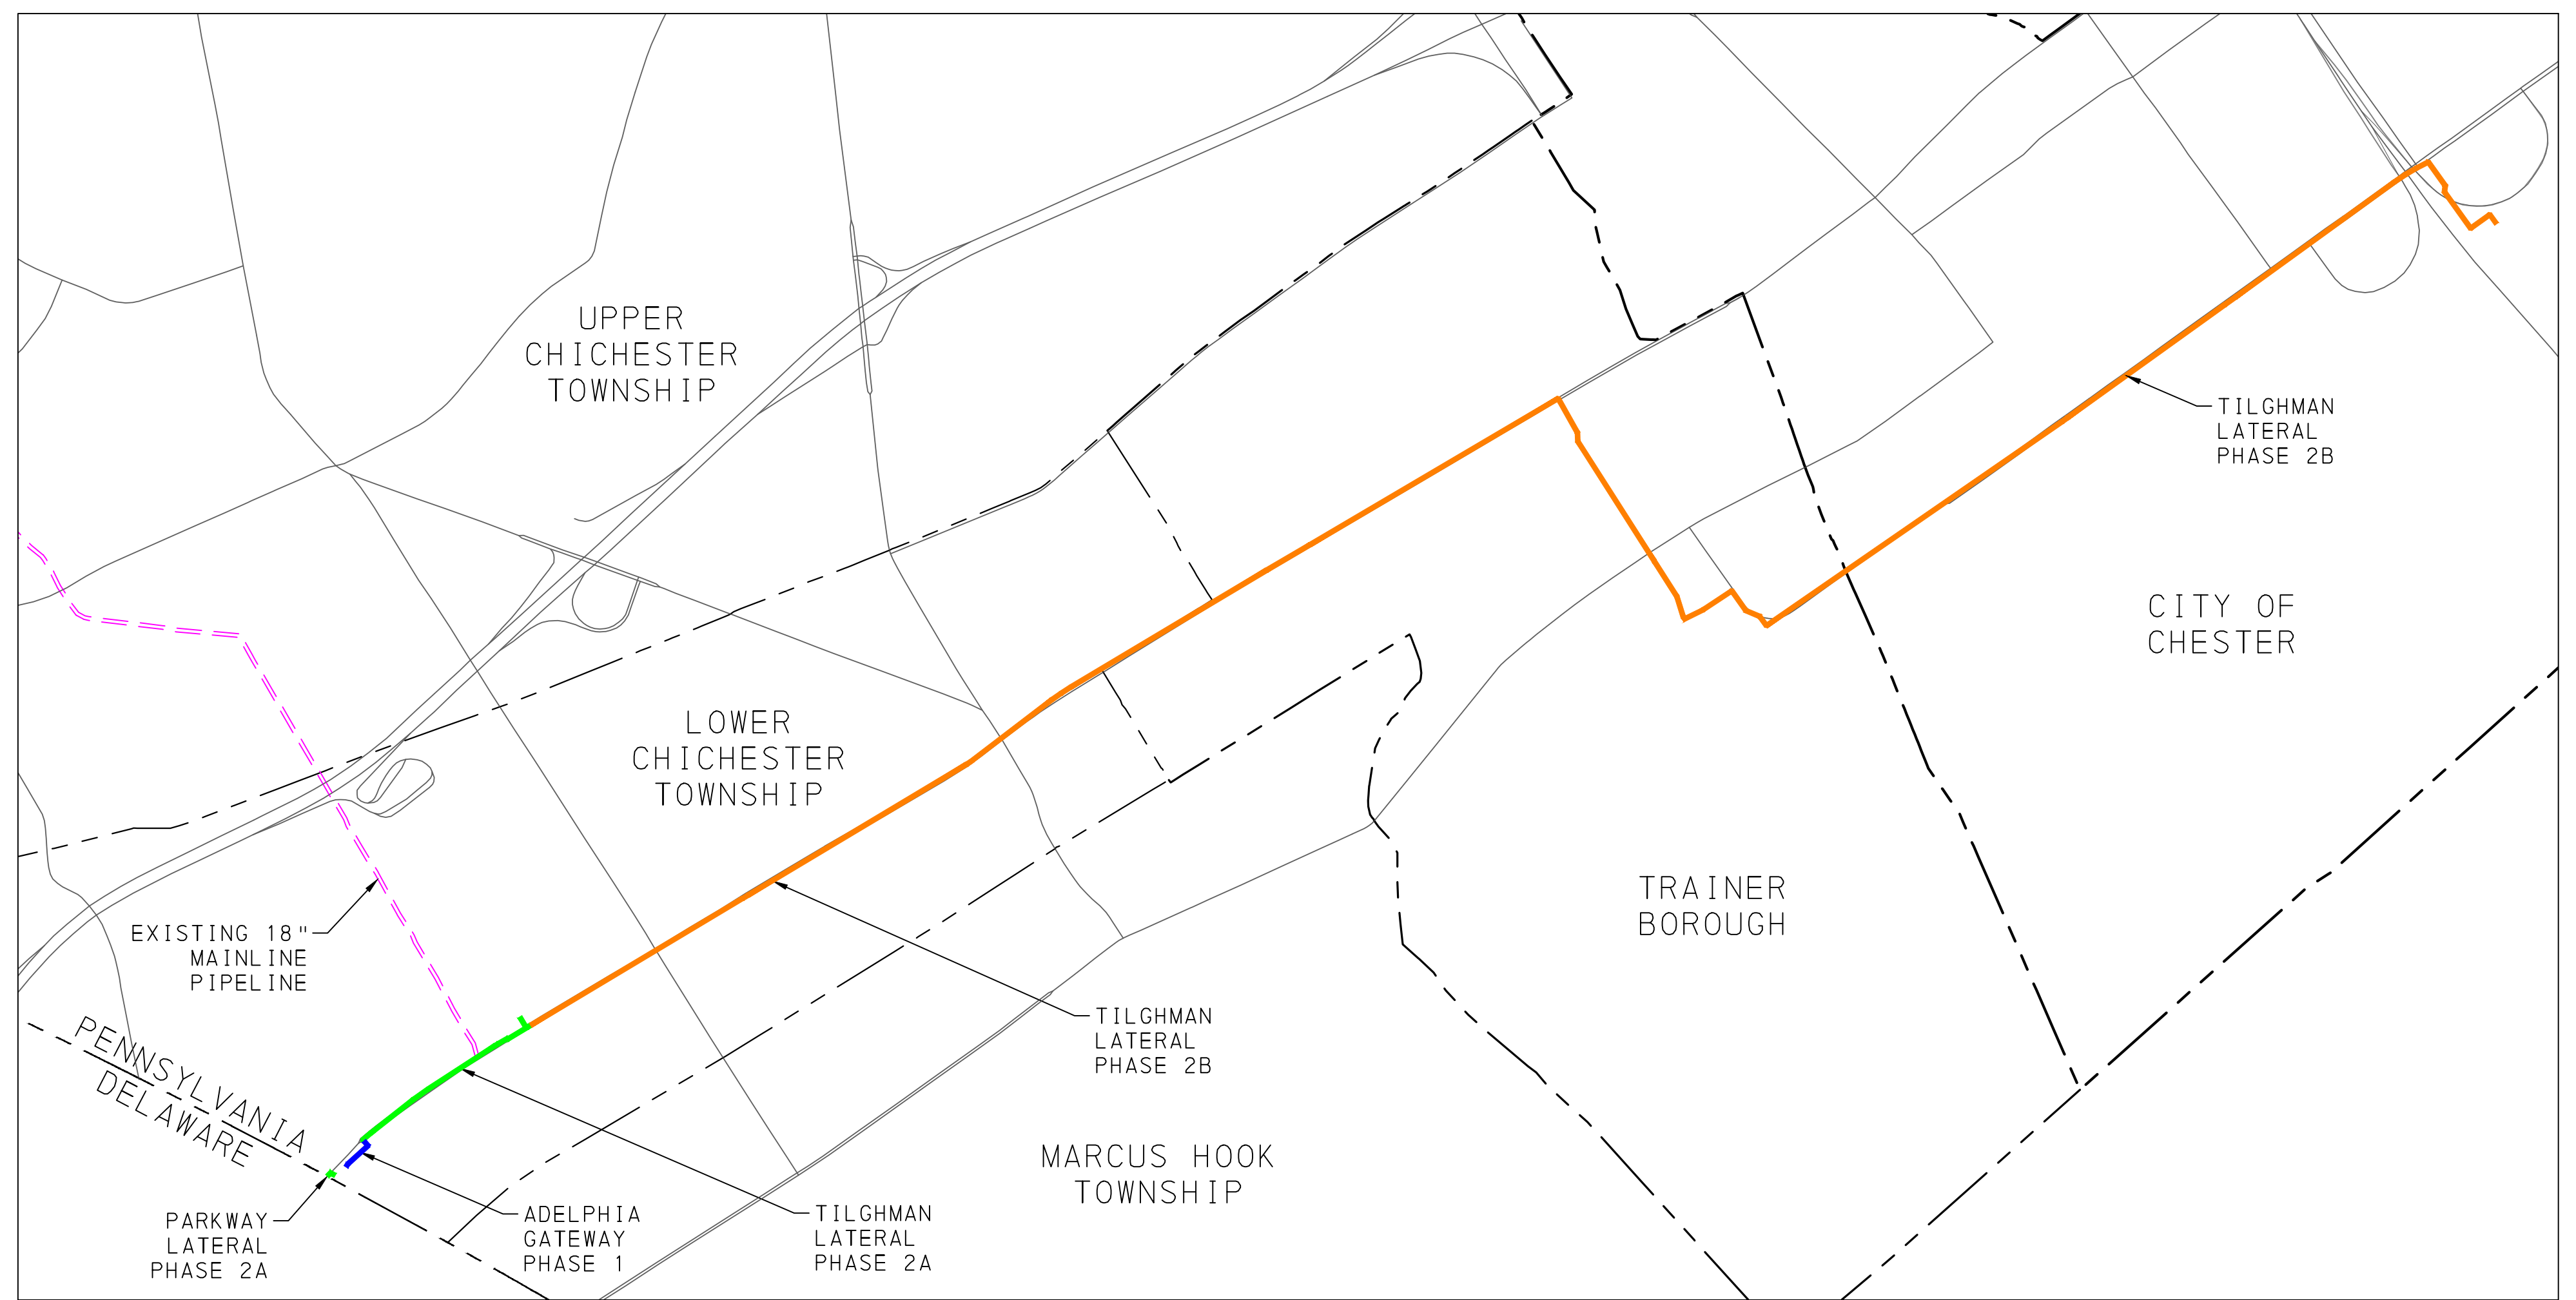 UPPER
CHICHESTER
TOWNSHIP
TILGHMAN
LATERAL
PHASE 2B
CITY OF
CHESTER
LOWER
CHICHESTER
TOWNSHIP
TRAINER
BOROUGH
EXISTING 18"
MAINLINE
PIPELINE
TILGHMAN
LATERAL
PHASE 2B
PENNSYLVANIA
DELAWARE
MARCUS HOOK
TOWNSHIP
PARKWAY
LATERAL
PHASE 2A
ADELPHIA
GATEWAY
PHASE 1
TILGHMAN
LATERAL
PHASE 2A